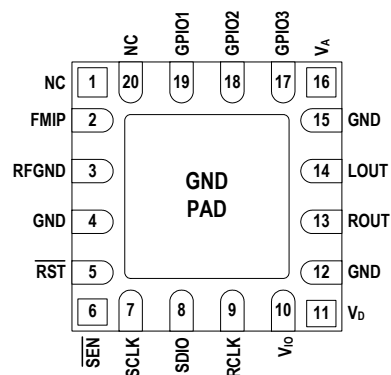 NC
GPIO1
GPIO2
GPIO3
VA
NC 1 20 19 18 17 16
FMIP 2 15 GND
RFGND 3 14 LOUT
GND
PAD
GND 4 13 ROUT
RST 5 12 GND
6 7 8 9 10 11 VD
SEN
SCLK
SDIO
RCLK
VIO